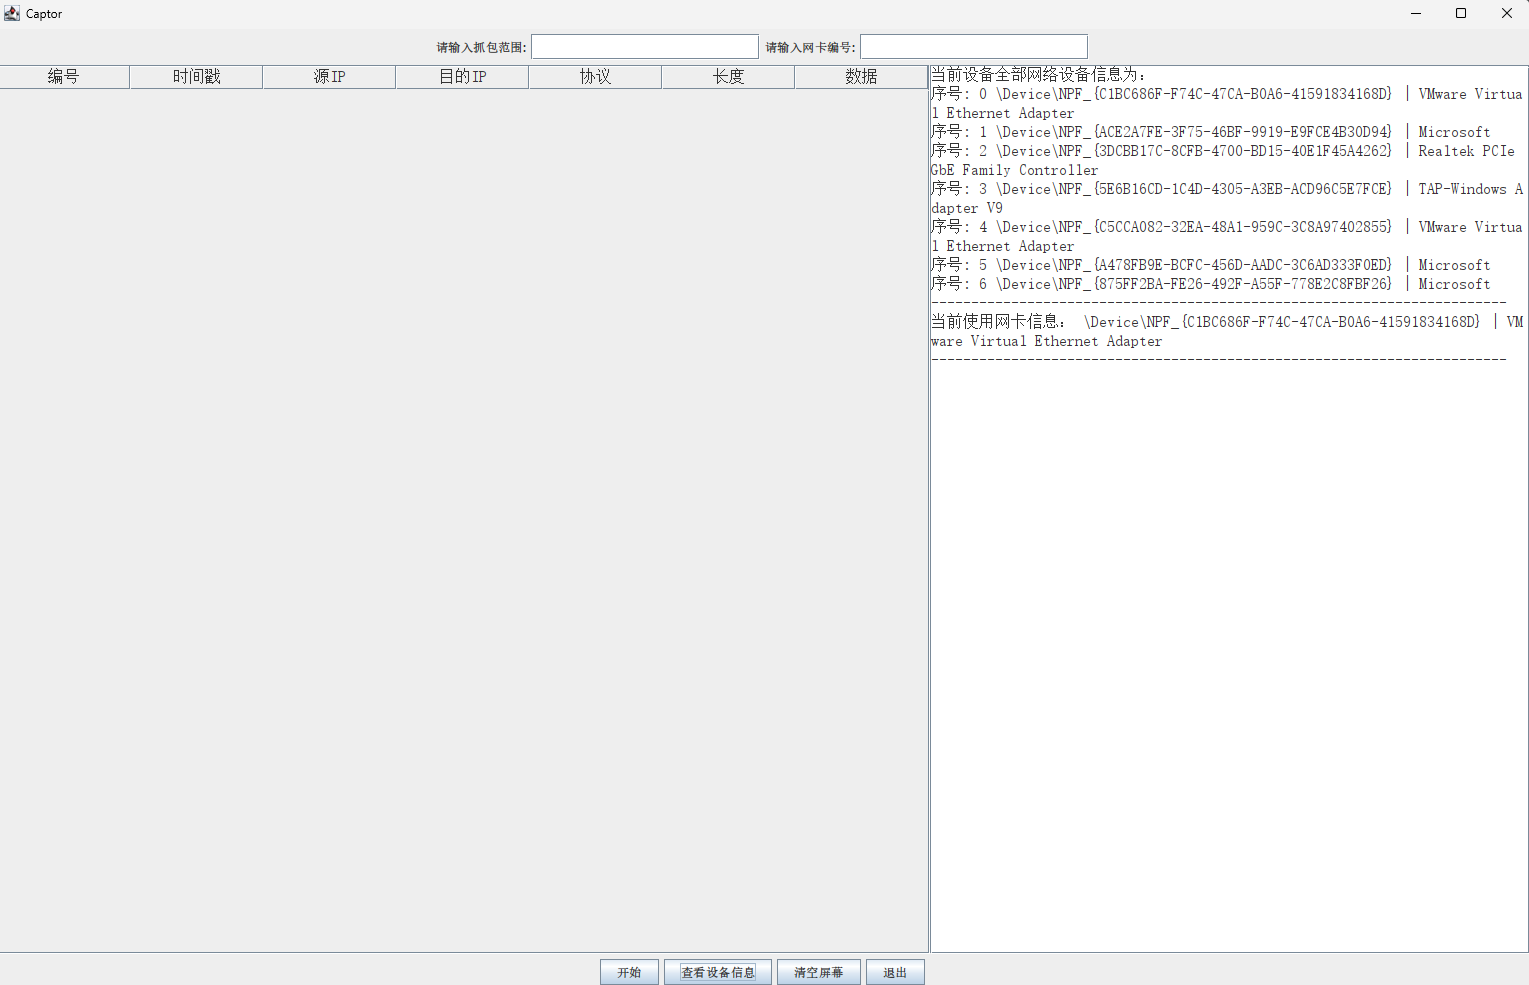 Captor
请输入抓包范围: 请输入网卡编号:
编号 时间戳 源IP 目的IP 协议 长度 数据
当前设备全部网络设备信息为:
序号: 0 \Device\NPF_{C1BC686F-F74C-47CA-B0A6-41591834168D} | VMware Virtua
l Ethernet Adapter
序号: 1 \Device\NPF_{ACE2A7FE-3F75-46BF-9919-E9FCE4B30D94} | Microsoft
序号: 2 \Device\NPF_{3DCBB17C-8CFB-4700-BD15-40E1F45A4262} | Realtek PCIe
GbE Family Controller
序号: 3 \Device\NPF_{5E6B16CD-1C4D-4305-A3EB-ACD96C5E7FCE} | TAP-Windows A
dapter V9
序号: 4 \Device\NPF_{C5CCA082-32EA-48A1-959C-3C8A97402855} | VMware Virtua
l Ethernet Adapter
序号: 5 \Device\NPF_{A478FB9E-BCFC-456D-AADC-3C6AD333F0ED} | Microsoft
序号: 6 \Device\NPF_{875FF2BA-FE26-492F-A55F-778E2C8FBF26} | Microsoft
------------------------------------------------------------------------
当前使用网卡信息: \Device\NPF_{C1BC686F-F74C-47CA-B0A6-41591834168D} | VM
ware Virtual Ethernet Adapter
------------------------------------------------------------------------
开始 查看设备信息 清空屏幕 退出